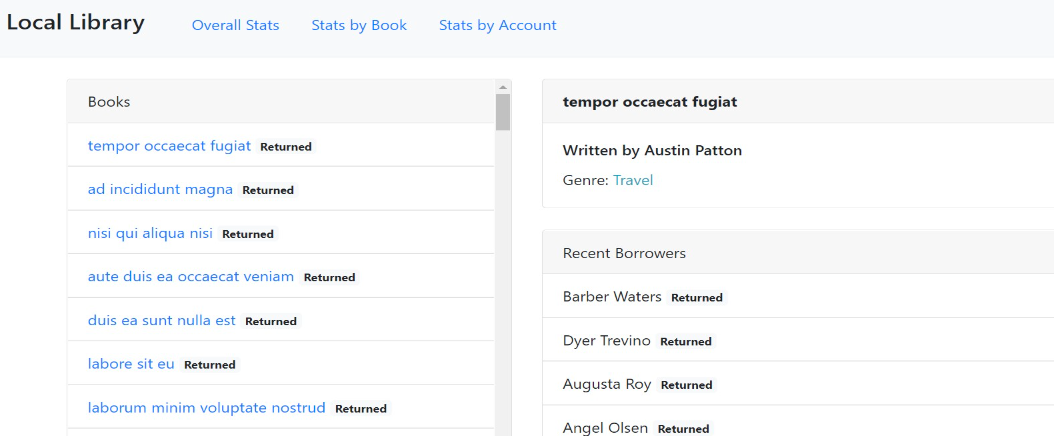 Local Library Overall Stats Stats by Book Stats by Account
Books
tempor occaecat fugiat Returned
ad incididunt magna Returned
nisi qui aliqua nisi Returned
aute duis ea occaecat veniam Returned
duis ea sunt nulla est Returned
labore sit eu Returned
laborum minim voluptate nostrud Returned
tempor occaecat fugiat
Written by Austin Patton
Genre: Travel
Recent Borrowers
Barber Waters Returned
Dyer Trevino Returned
Augusta Roy Returned
Angel Olsen Returned